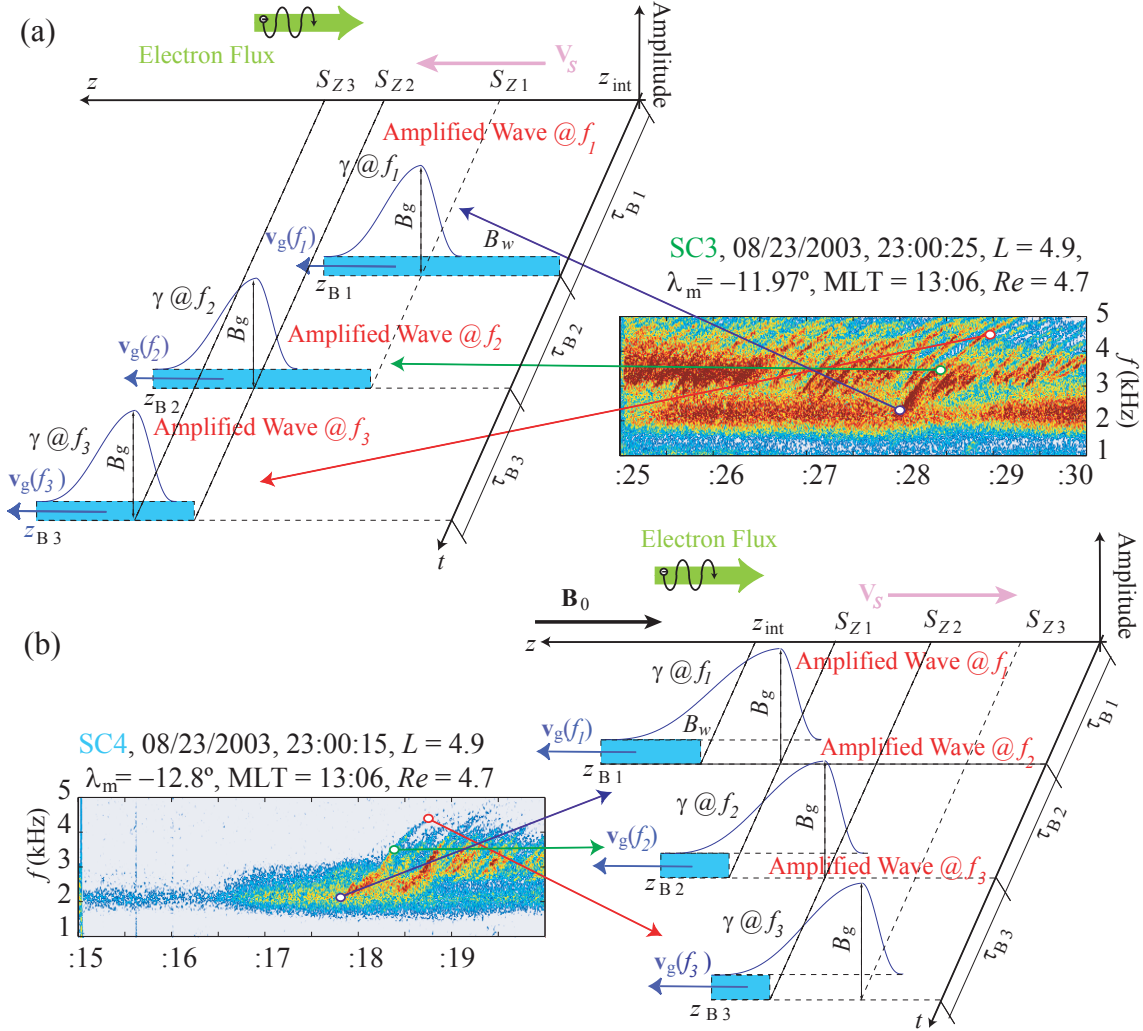 (a)
Electron Flux
V_s
Amplitude
z
S_Z3
S_Z2
S_Z1
z_int
Amplified Wave @ f_1
γ @ f_1
B_g
B_w
v_g(f_1)
z_B1
τ_B1
γ @ f_2
B_g
Amplified Wave @ f_2
v_g(f_2)
z_B2
τ_B2
Amplified Wave @ f_3
γ @ f_3
B_g
v_g(f_3)
z_B3
τ_B3
t
SC3, 08/23/2003, 23:00:25, L = 4.9,
λ_m = −11.97º, MLT = 13:06, Re = 4.7
5
4
3
2
1
f (kHz)
:25 :26 :27 :28 :29 :30
(b)
Electron Flux
B_0
V_s
Amplitude
z
z_int
S_Z1
S_Z2
S_Z3
γ @ f_1
Amplified Wave @ f_1
B_g
B_w
v_g(f_1)
z_B1
τ_B1
Amplified Wave @ f_2
γ @ f_2
B_g
v_g(f_2)
z_B2
τ_B2
Amplified Wave @ f_3
γ @ f_3
B_g
v_g(f_3)
z_B3
τ_B3
t
SC4, 08/23/2003, 23:00:15, L = 4.9
λ_m = −12.8º, MLT = 13:06, Re = 4.7
5
4
3
2
1
f (kHz)
:15 :16 :17 :18 :19